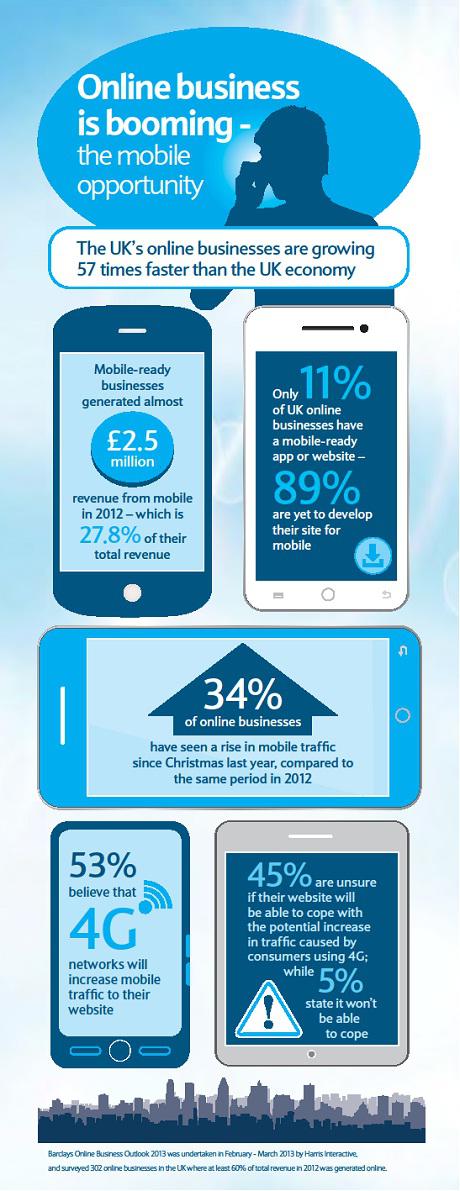 Online business
is booming -
the mobile
opportunity
The UK's online businesses are growing
57 times faster than the UK economy
Mobile-ready
businesses
generated almost
£2.5
million
revenue from mobile
in 2012 – which is
27.8% of their
total revenue
Only 11%
of UK online
businesses have
a mobile-ready
app or website –
89%
are yet to develop
their site for
mobile
34%
of online businesses
have seen a rise in mobile traffic
since Christmas last year, compared to
the same period in 2012
53%
believe that
4G
networks will
increase mobile
traffic to their
website
45% are unsure
if their website will
be able to cope with
the potential increase
in traffic caused by
consumers using 4G;
while 5%
state it won't
be able
to cope
Barclays Online Business Outlook 2013 was undertaken in February - March 2013 by Harris Interactive,
and surveyed 302 online businesses in the UK where at least 60% of total revenue in 2012 was generated online.